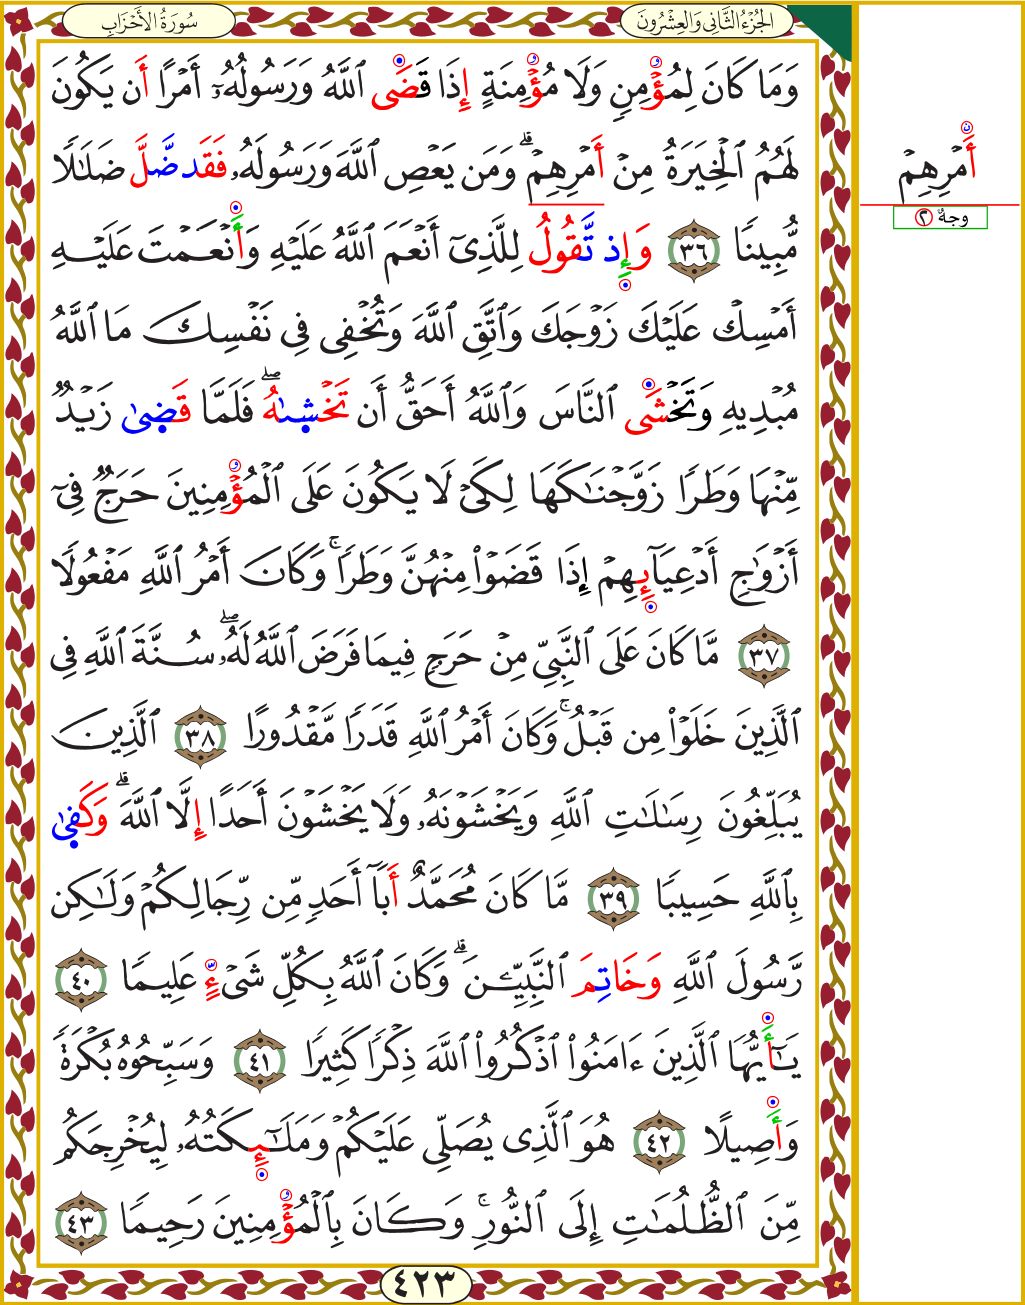 سُورَةُ الأَحْزَابِ
الجُزْءُ الثَّانِي وَالعِشْرُونَ
وَمَا كَانَ لِمُؤْمِنٍ وَلَا مُؤْمِنَةٍ إِذَا قَضَى ٱللَّهُ وَرَسُولُهُۥٓ أَمْرًا أَن يَكُونَ
لَهُمُ ٱلْخِيَرَةُ مِنْ أَمْرِهِمْ ۗ وَمَن يَعْصِ ٱللَّهَ وَرَسُولَهُۥ فَقَد ضَّلَّ ضَلَـٰلًا
مُّبِينًا ٣٦ وَإِذ تَّقُولُ لِلَّذِىٓ أَنْعَمَ ٱللَّهُ عَلَيْهِ وَأَنْعَمْتَ عَلَيْهِ
أَمْسِكْ عَلَيْكَ زَوْجَكَ وَٱتَّقِ ٱللَّهَ وَتُخْفِى فِى نَفْسِكَ مَا ٱللَّهُ
مُبْدِيهِ وَتَخْشَى ٱلنَّاسَ وَٱللَّهُ أَحَقُّ أَن تَخْشىٰهُ ۖ فَلَمَّا قَضىٰ زَيْدٌ
مِّنْهَا وَطَرًا زَوَّجْنَـٰكَهَا لِكَىْ لَا يَكُونَ عَلَى ٱلْمُؤْمِنِينَ حَرَجٌ فِىٓ
أَزْوَٰجِ أَدْعِيَآئِهِمْ إِذَا قَضَوْا۟ مِنْهُنَّ وَطَرًا ۚ وَكَانَ أَمْرُ ٱللَّهِ مَفْعُولًا
٣٧ مَّا كَانَ عَلَى ٱلنَّبِىِّ مِنْ حَرَجٍ فِيمَا فَرَضَ ٱللَّهُ لَهُۥ ۖ سُنَّةَ ٱللَّهِ فِى
ٱلَّذِينَ خَلَوْا۟ مِن قَبْلُ ۚ وَكَانَ أَمْرُ ٱللَّهِ قَدَرًا مَّقْدُورًا ٣٨ ٱلَّذِينَ
يُبَلِّغُونَ رِسَـٰلَـٰتِ ٱللَّهِ وَيَخْشَوْنَهُۥ وَلَا يَخْشَوْنَ أَحَدًا إِلَّا ٱللَّهَ ۗ وَكَفىٰ
بِٱللَّهِ حَسِيبًا ٣٩ مَّا كَانَ مُحَمَّدٌ أَبَآ أَحَدٍ مِّن رِّجَالِكُمْ وَلَـٰكِن
رَّسُولَ ٱللَّهِ وَخَاتِمَ ٱلنَّبِيِّـۧنَ ۗ وَكَانَ ٱللَّهُ بِكُلِّ شَىْءٍ عَلِيمًا ٤٠
يَـٰٓأَيُّهَا ٱلَّذِينَ ءَامَنُوا۟ ٱذْكُرُوا۟ ٱللَّهَ ذِكْرًا كَثِيرًا ٤١ وَسَبِّحُوهُ بُكْرَةً
وَأَصِيلًا ٤٢ هُوَ ٱلَّذِى يُصَلِّى عَلَيْكُمْ وَمَلَـٰٓئِكَتُهُۥ لِيُخْرِجَكُم
مِّنَ ٱلظُّلُمَـٰتِ إِلَى ٱلنُّورِ ۚ وَكَانَ بِٱلْمُؤْمِنِينَ رَحِيمًا ٤٣
٤٢٣
أَمْرِهِمْ
وجهٌ ٢